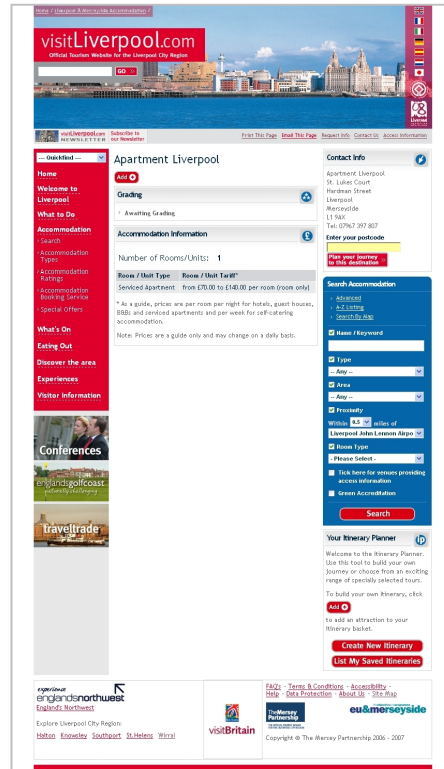 Home / Liverpool & Merseyside Accommodation /
visitLiverpool.com
Official Tourism Website for the Liverpool City Region
GO >>
visitLiverpool.com
NEWSLETTER
Subscribe to
our Newsletter
Print This Page Email This Page Request Info Contact Us Access Information
--- Quickfind ---
Home
Welcome to
Liverpool
What to Do
Accommodation
Search
Accommodation
Types
Accommodation
Ratings
Accommodation
Booking Service
Special Offers
What's On
Eating Out
Discover the area
Experiences
Visitor Information
Conferences
englandsgolfcoast
naturally challenging
traveltrade
Apartment Liverpool
Add
Grading
Awaiting Grading
Accommodation Information
Number of Rooms/Units: 1
Room / Unit Type Room / Unit Tariff*
Serviced Apartment from £70.00 to £140.00 per room (room only)
* As a guide, prices are per room per night for hotels, guest houses,
B&Bs and serviced apartments and per week for self-catering
accommodation.
Note: Prices are a guide only and may change on a daily basis.
Contact Info
Apartment Liverpool
St. Lukes Court
Hardman Street
Liverpool
Merseyside
L1 9AX
Tel: 07967 397 807
Enter your postcode
Plan your journey
to this destination >>
Search Accommodation
Advanced
A-Z Listing
Search By Map
Name / Keyword
Type
-- Any --
Area
-- Any --
Proximity
Within 0.5 miles of
Liverpool John Lennon Airpo
Room Type
- Please Select -
Tick here for venues providing
access information
Green Accreditation
Search
Your Itinerary Planner
ip
Welcome to the Itinerary Planner.
Use this tool to build your own
journey or choose from an exciting
range of specially selected tours.
To build your own itinerary, click
Add
to add an attraction to your
itinerary basket.
Create New Itinerary
List My Saved Itineraries
experience
englandsnorthwest
England's Northwest
Explore Liverpool City Region:
Halton Knowsley Southport St.Helens Wirral
visitBritain
FAQ's - Terms & Conditions - Accessibility -
Help - Data Protection - About Us - Site Map
TheMersey
Partnership
eu&merseyside
Copyright © The Mersey Partnership 2006 - 2007